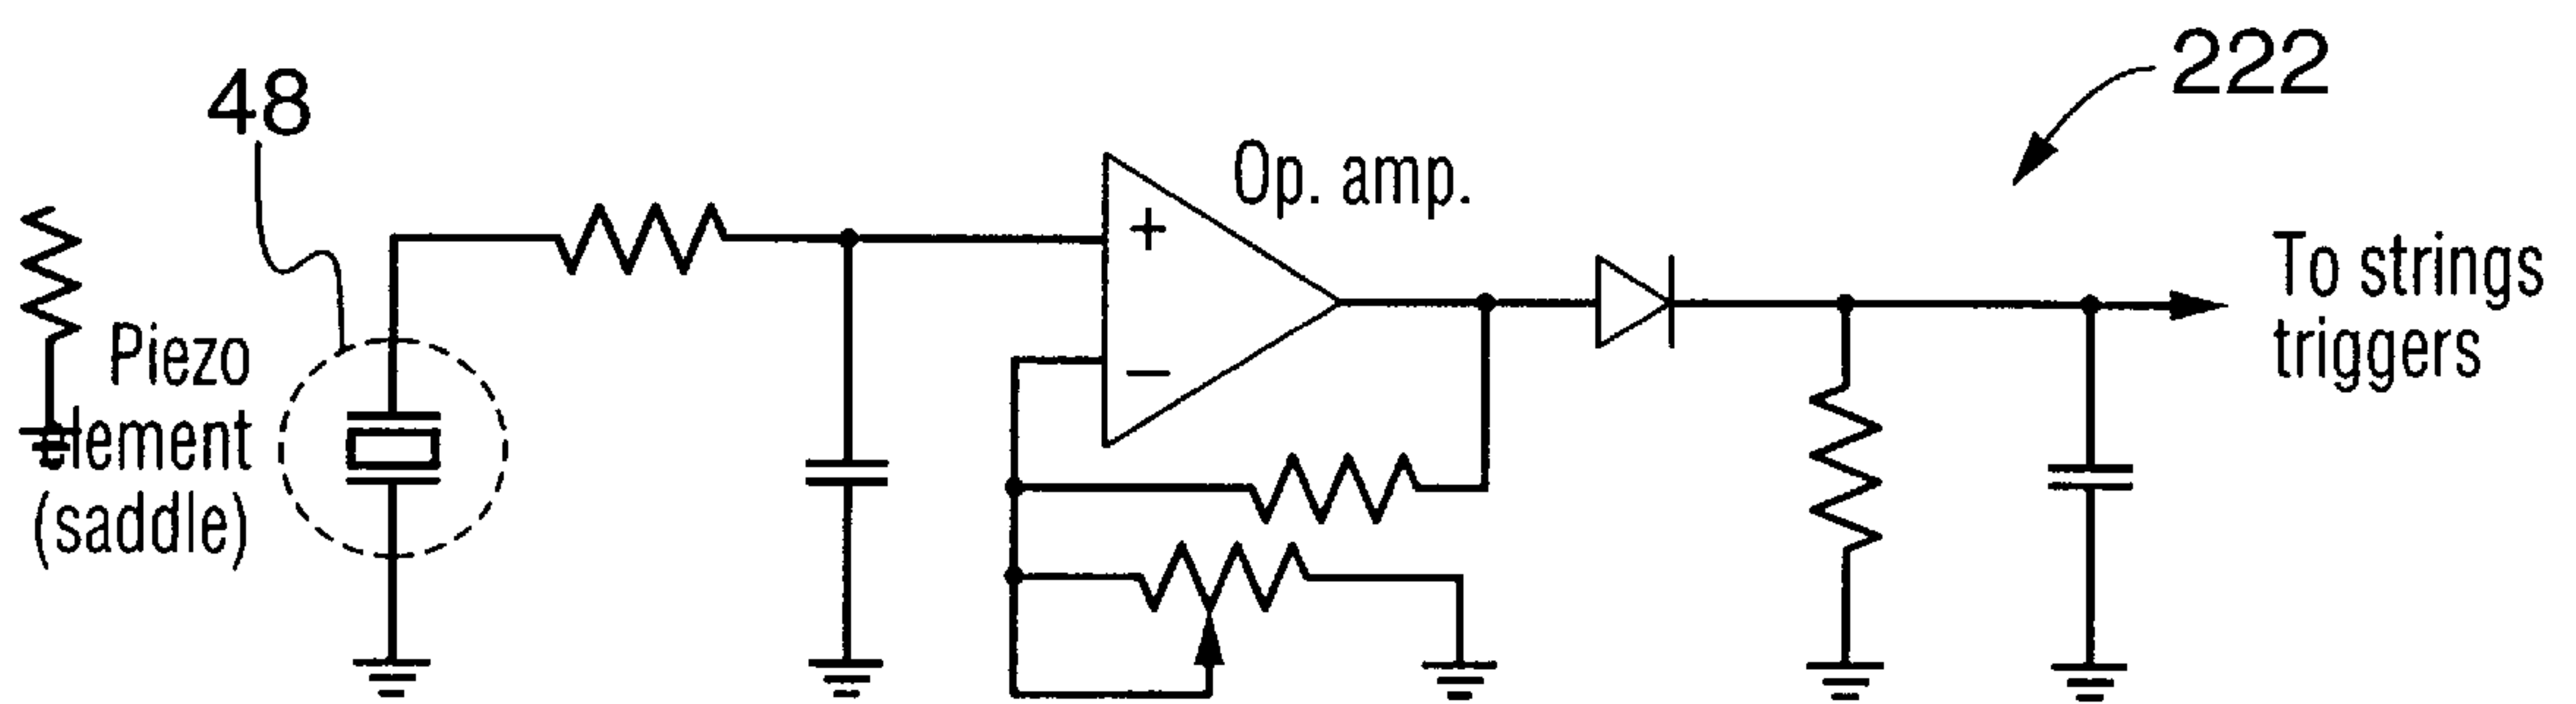 48
222
Op. amp.
To strings
triggers
Piezo
element
(saddle)
+
−